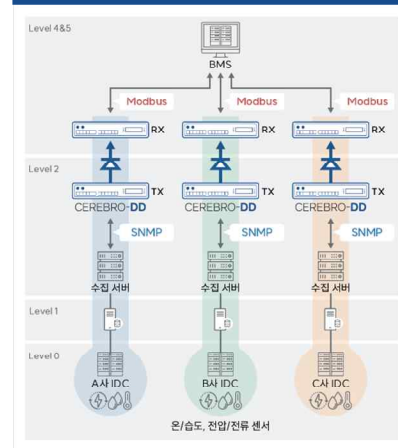 Level 4&5
BMS
Modbus Modbus Modbus
RX RX RX
Level 2
TX TX TX
CEREBRO-DD CEREBRO-DD CEREBRO-DD
SNMP SNMP SNMP
수집 서버 수집 서버 수집 서버
Level 1
Level 0
A사 IDC B사 IDC C사 IDC
온/습도, 전압/전류 센서